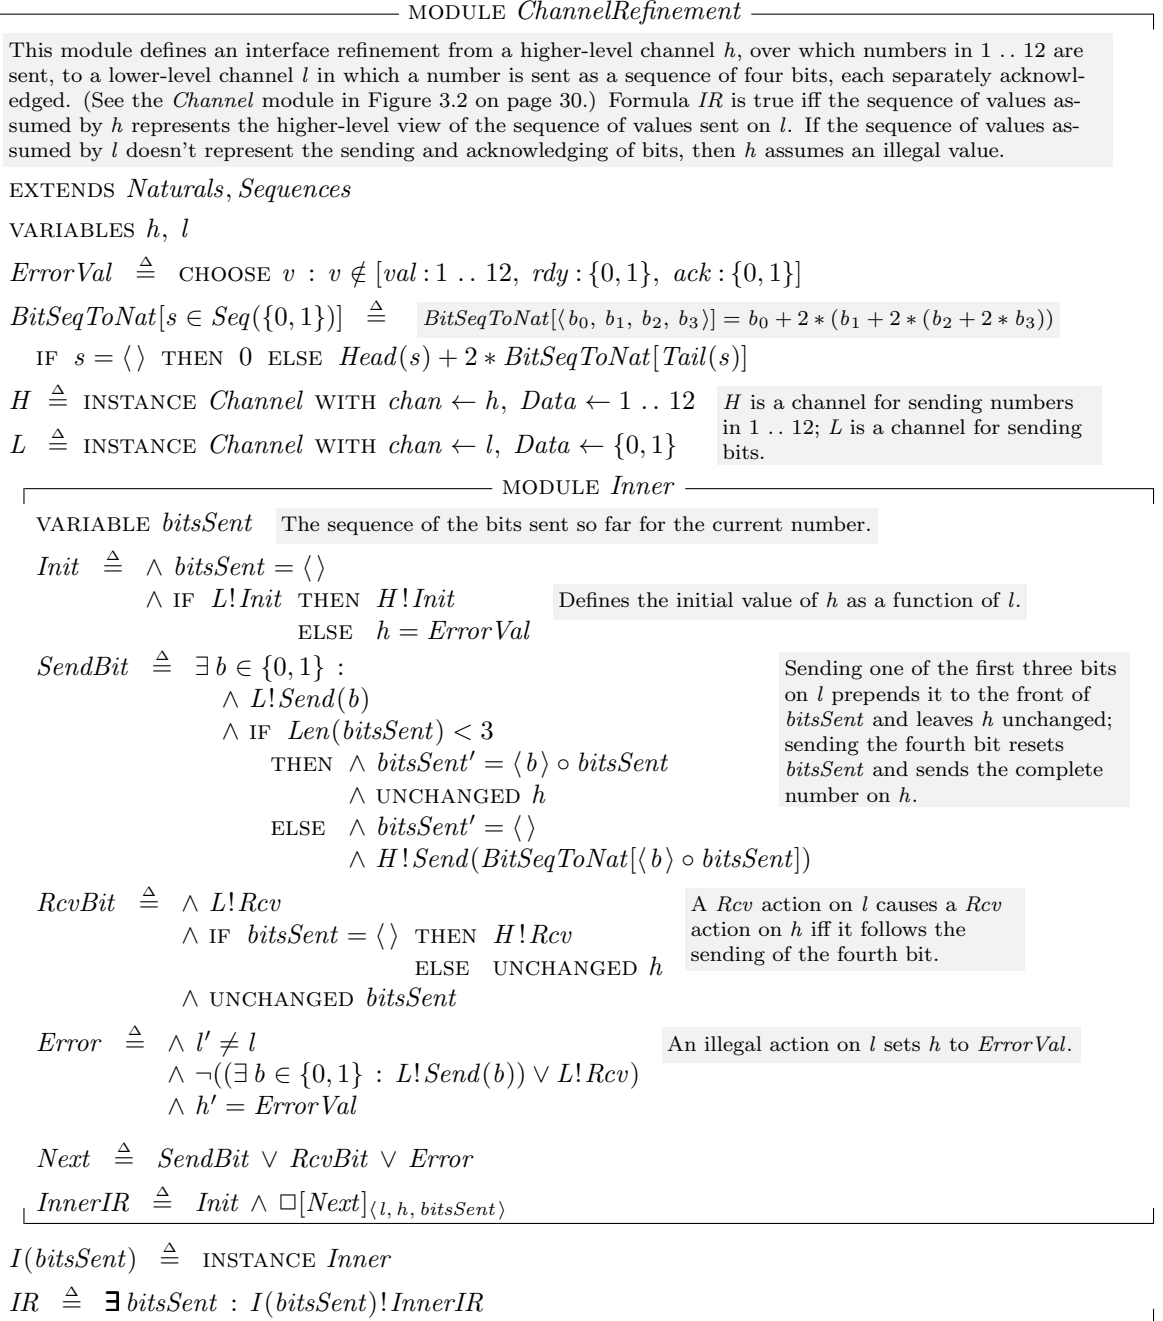 MODULE ChannelRefinement
This module defines an interface refinement from a higher-level channel h, over which numbers in 1 .. 12 are
sent, to a lower-level channel l in which a number is sent as a sequence of four bits, each separately acknowl-
edged. (See the Channel module in Figure 3.2 on page 30.) Formula IR is true iff the sequence of values as-
sumed by h represents the higher-level view of the sequence of values sent on l. If the sequence of values as-
sumed by l doesn't represent the sending and acknowledging of bits, then h assumes an illegal value.
EXTENDS Naturals, Sequences
VARIABLES h, l
ErrorVal ≜ CHOOSE v : v ∉ [val : 1 .. 12, rdy : {0, 1}, ack : {0, 1}]
BitSeqToNat[s ∈ Seq({0, 1})] ≜ BitSeqToNat[⟨b₀, b₁, b₂, b₃⟩] = b₀ + 2 * (b₁ + 2 * (b₂ + 2 * b₃))
IF s = ⟨ ⟩ THEN 0 ELSE Head(s) + 2 * BitSeqToNat[Tail(s)]
H ≜ INSTANCE Channel WITH chan ← h, Data ← 1 .. 12
L ≜ INSTANCE Channel WITH chan ← l, Data ← {0, 1}
H is a channel for sending numbers
in 1 .. 12; L is a channel for sending
bits.
MODULE Inner
VARIABLE bitsSent The sequence of the bits sent so far for the current number.
Init ≜ ∧ bitsSent = ⟨ ⟩
∧ IF L!Init THEN H!Init Defines the initial value of h as a function of l.
ELSE h = ErrorVal
SendBit ≜ ∃ b ∈ {0, 1} :
∧ L!Send(b)
∧ IF Len(bitsSent) < 3
THEN ∧ bitsSent′ = ⟨b⟩ ∘ bitsSent
∧ UNCHANGED h
ELSE ∧ bitsSent′ = ⟨ ⟩
∧ H!Send(BitSeqToNat[⟨b⟩ ∘ bitsSent])
Sending one of the first three bits
on l prepends it to the front of
bitsSent and leaves h unchanged;
sending the fourth bit resets
bitsSent and sends the complete
number on h.
RcvBit ≜ ∧ L!Rcv
∧ IF bitsSent = ⟨ ⟩ THEN H!Rcv
ELSE UNCHANGED h
∧ UNCHANGED bitsSent
A Rcv action on l causes a Rcv
action on h iff it follows the
sending of the fourth bit.
Error ≜ ∧ l′ ≠ l An illegal action on l sets h to ErrorVal.
∧ ¬((∃ b ∈ {0, 1} : L!Send(b)) ∨ L!Rcv)
∧ h′ = ErrorVal
Next ≜ SendBit ∨ RcvBit ∨ Error
InnerIR ≜ Init ∧ □[Next]⟨l, h, bitsSent⟩
I(bitsSent) ≜ INSTANCE Inner
IR ≜ ∃ bitsSent : I(bitsSent)!InnerIR